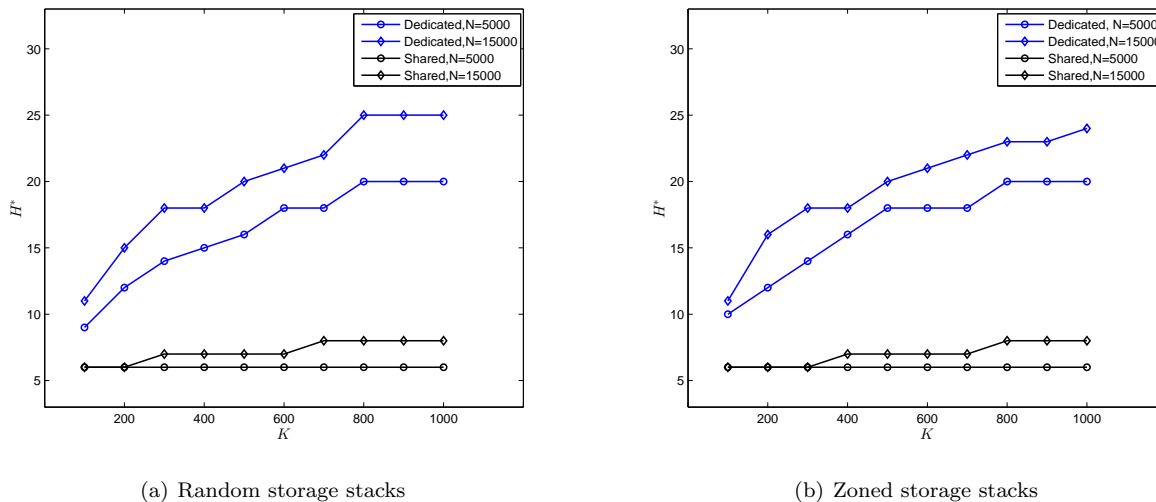 Dedicated,N=5000
Dedicated,N=15000
Shared,N=5000
Shared,N=15000
30
25
20
15
10
5
H*
200 400 600 800 1000
K
(a) Random storage stacks
Dedicated, N=5000
Dedicated,N=15000
Shared,N=5000
Shared,N=15000
30
25
20
15
10
5
H*
200 400 600 800 1000
K
(b) Zoned storage stacks